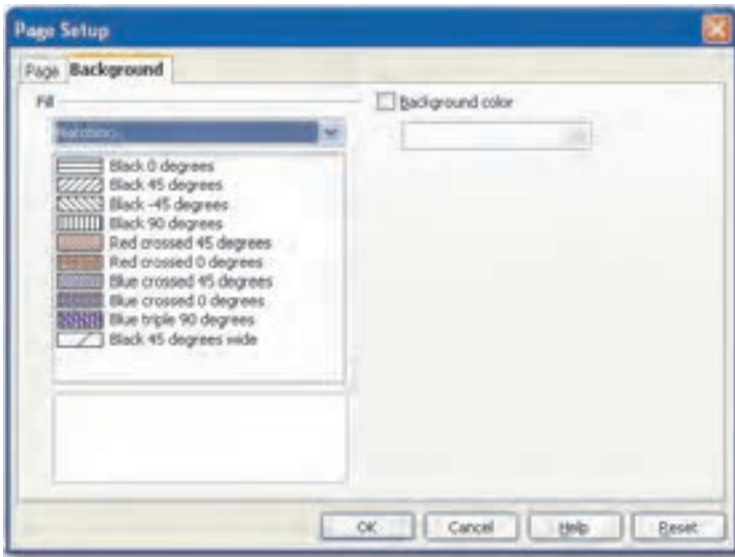 Page Setup
Page Background
Fill
Hatching
Background color
Black 0 degrees
Black 45 degrees
Black -45 degrees
Black 90 degrees
Red crossed 45 degrees
Red crossed 0 degrees
Blue crossed 45 degrees
Blue crossed 0 degrees
Blue triple 90 degrees
Black 45 degrees wide
OK Cancel Help Reset